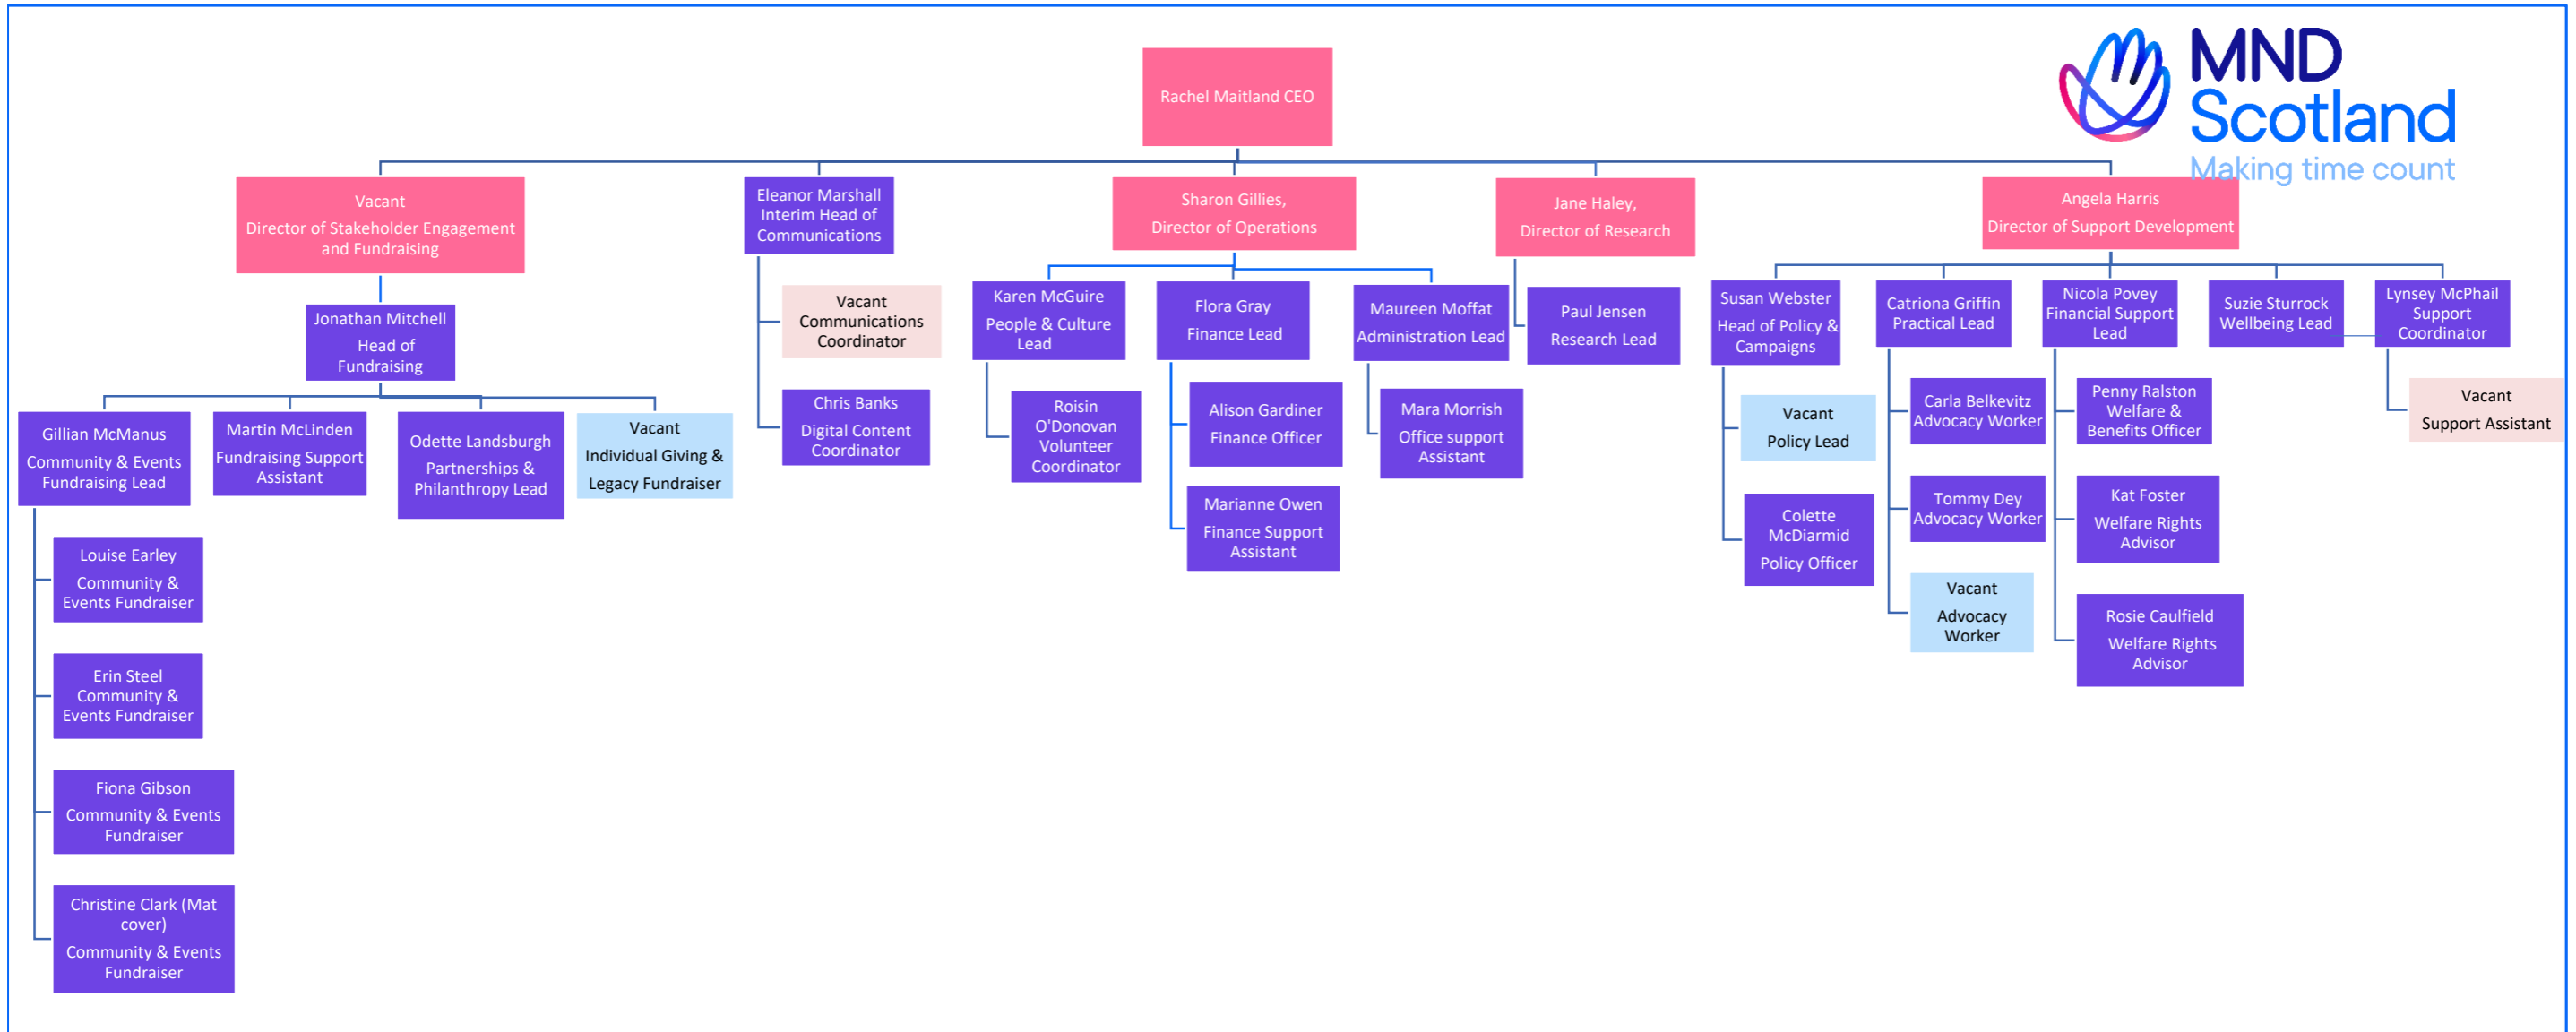 MND
Scotland
Making time count
Rachel Maitland CEO
Vacant
Director of Stakeholder Engagement
and Fundraising
Eleanor Marshall
Interim Head of
Communications
Sharon Gillies,
Director of Operations
Jane Haley,
Director of Research
Angela Harris
Director of Support Development
Jonathan Mitchell
Head of
Fundraising
Gillian McManus
Community & Events
Fundraising Lead
Martin McLinden
Fundraising Support
Assistant
Odette Landsburgh
Partnerships &
Philanthropy Lead
Vacant
Individual Giving &
Legacy Fundraiser
Louise Earley
Community &
Events Fundraiser
Erin Steel
Community &
Events Fundraiser
Fiona Gibson
Community & Events
Fundraiser
Christine Clark (Mat
cover)
Community & Events
Fundraiser
Vacant
Communications
Coordinator
Chris Banks
Digital Content
Coordinator
Karen McGuire
People & Culture
Lead
Roisin
O'Donovan
Volunteer
Coordinator
Flora Gray
Finance Lead
Alison Gardiner
Finance Officer
Marianne Owen
Finance Support
Assistant
Maureen Moffat
Administration Lead
Mara Morrish
Office support
Assistant
Paul Jensen
Research Lead
Susan Webster
Head of Policy &
Campaigns
Vacant
Policy Lead
Colette
McDiarmid
Policy Officer
Catriona Griffin
Practical Lead
Carla Belkevitz
Advocacy Worker
Tommy Dey
Advocacy Worker
Vacant
Advocacy
Worker
Nicola Povey
Financial Support
Lead
Penny Ralston
Welfare &
Benefits Officer
Kat Foster
Welfare Rights
Advisor
Rosie Caulfield
Welfare Rights
Advisor
Suzie Sturrock
Wellbeing Lead
Lynsey McPhail
Support
Coordinator
Vacant
Support Assistant